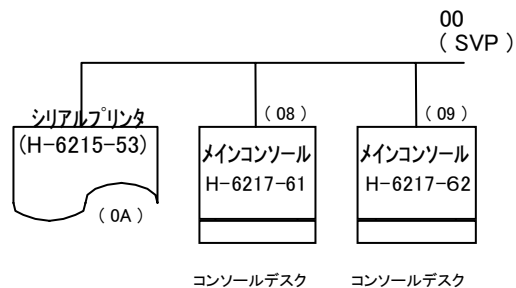 00
( SVP )
シリアルプリンタ
(H-6215-53)
( 0A )
( 08 )
メインコンソール
H-6217-61
( 09 )
メインコンソール
H-6217-62
コンソールデスク
コンソールデスク